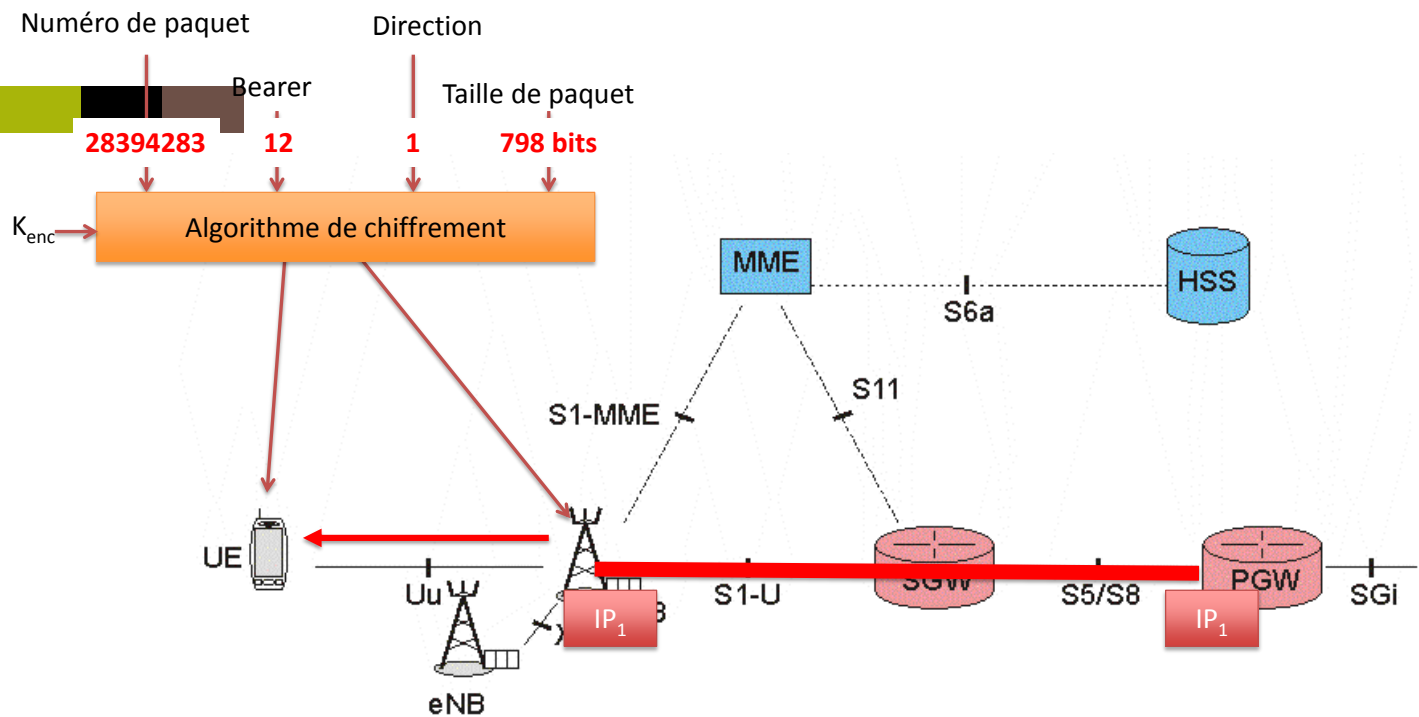 Numéro de paquet
Direction
Bearer
Taille de paquet
28394283
12
1
798 bits
K_enc
Algorithme de chiffrement
MME
HSS
S6a
S1-MME
S11
UE
Uu
S1-U
SGW
S5/S8
PGW
SGi
IP₁
IP₁
eNB